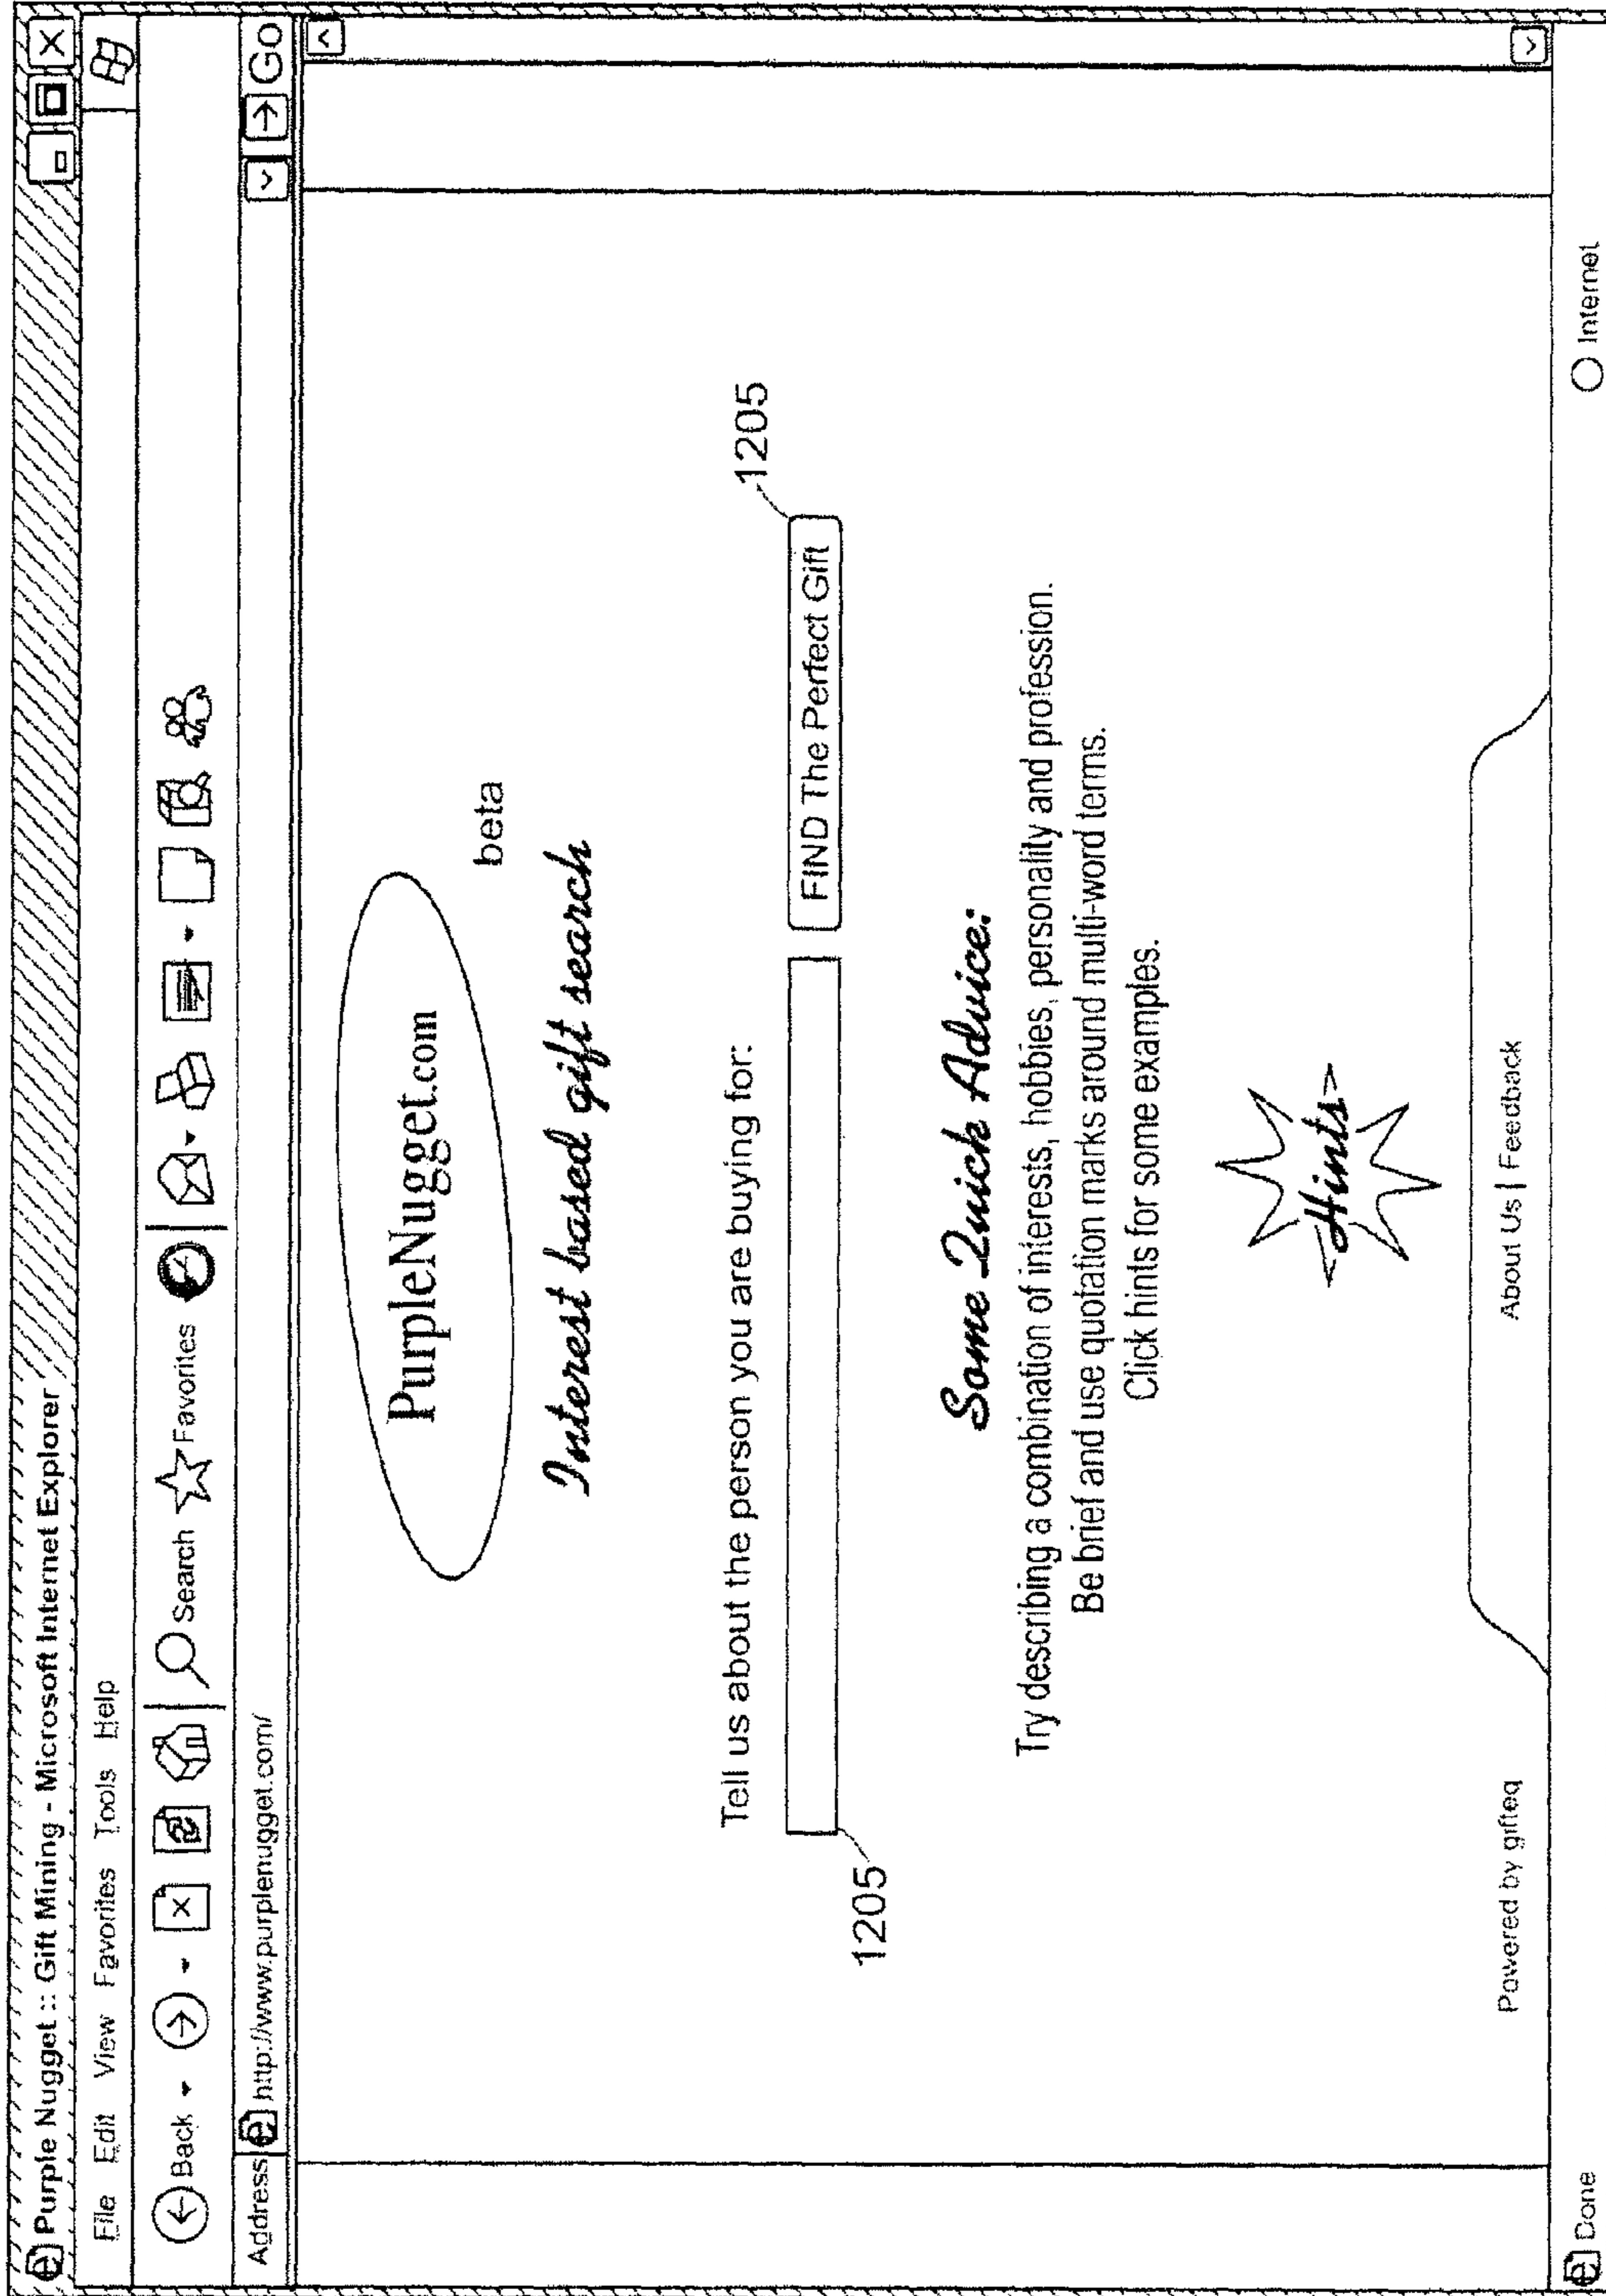 Purple Nugget :: Gift Mining - Microsoft Internet Explorer
File Edit View Favorites Tools Help
Back Search Favorites
Address http://www.purplenugget.com/ Go
PurpleNugget.com
beta
Interest based gift search
Tell us about the person you are buying for:
1205
FIND The Perfect Gift
1205
Some Quick Advice:
Try describing a combination of interests, hobbies, personality and profession.
Be brief and use quotation marks around multi-word terms.
Click hints for some examples.
Hints
Powered by gifteq
About Us | Feedback
Done
Internet